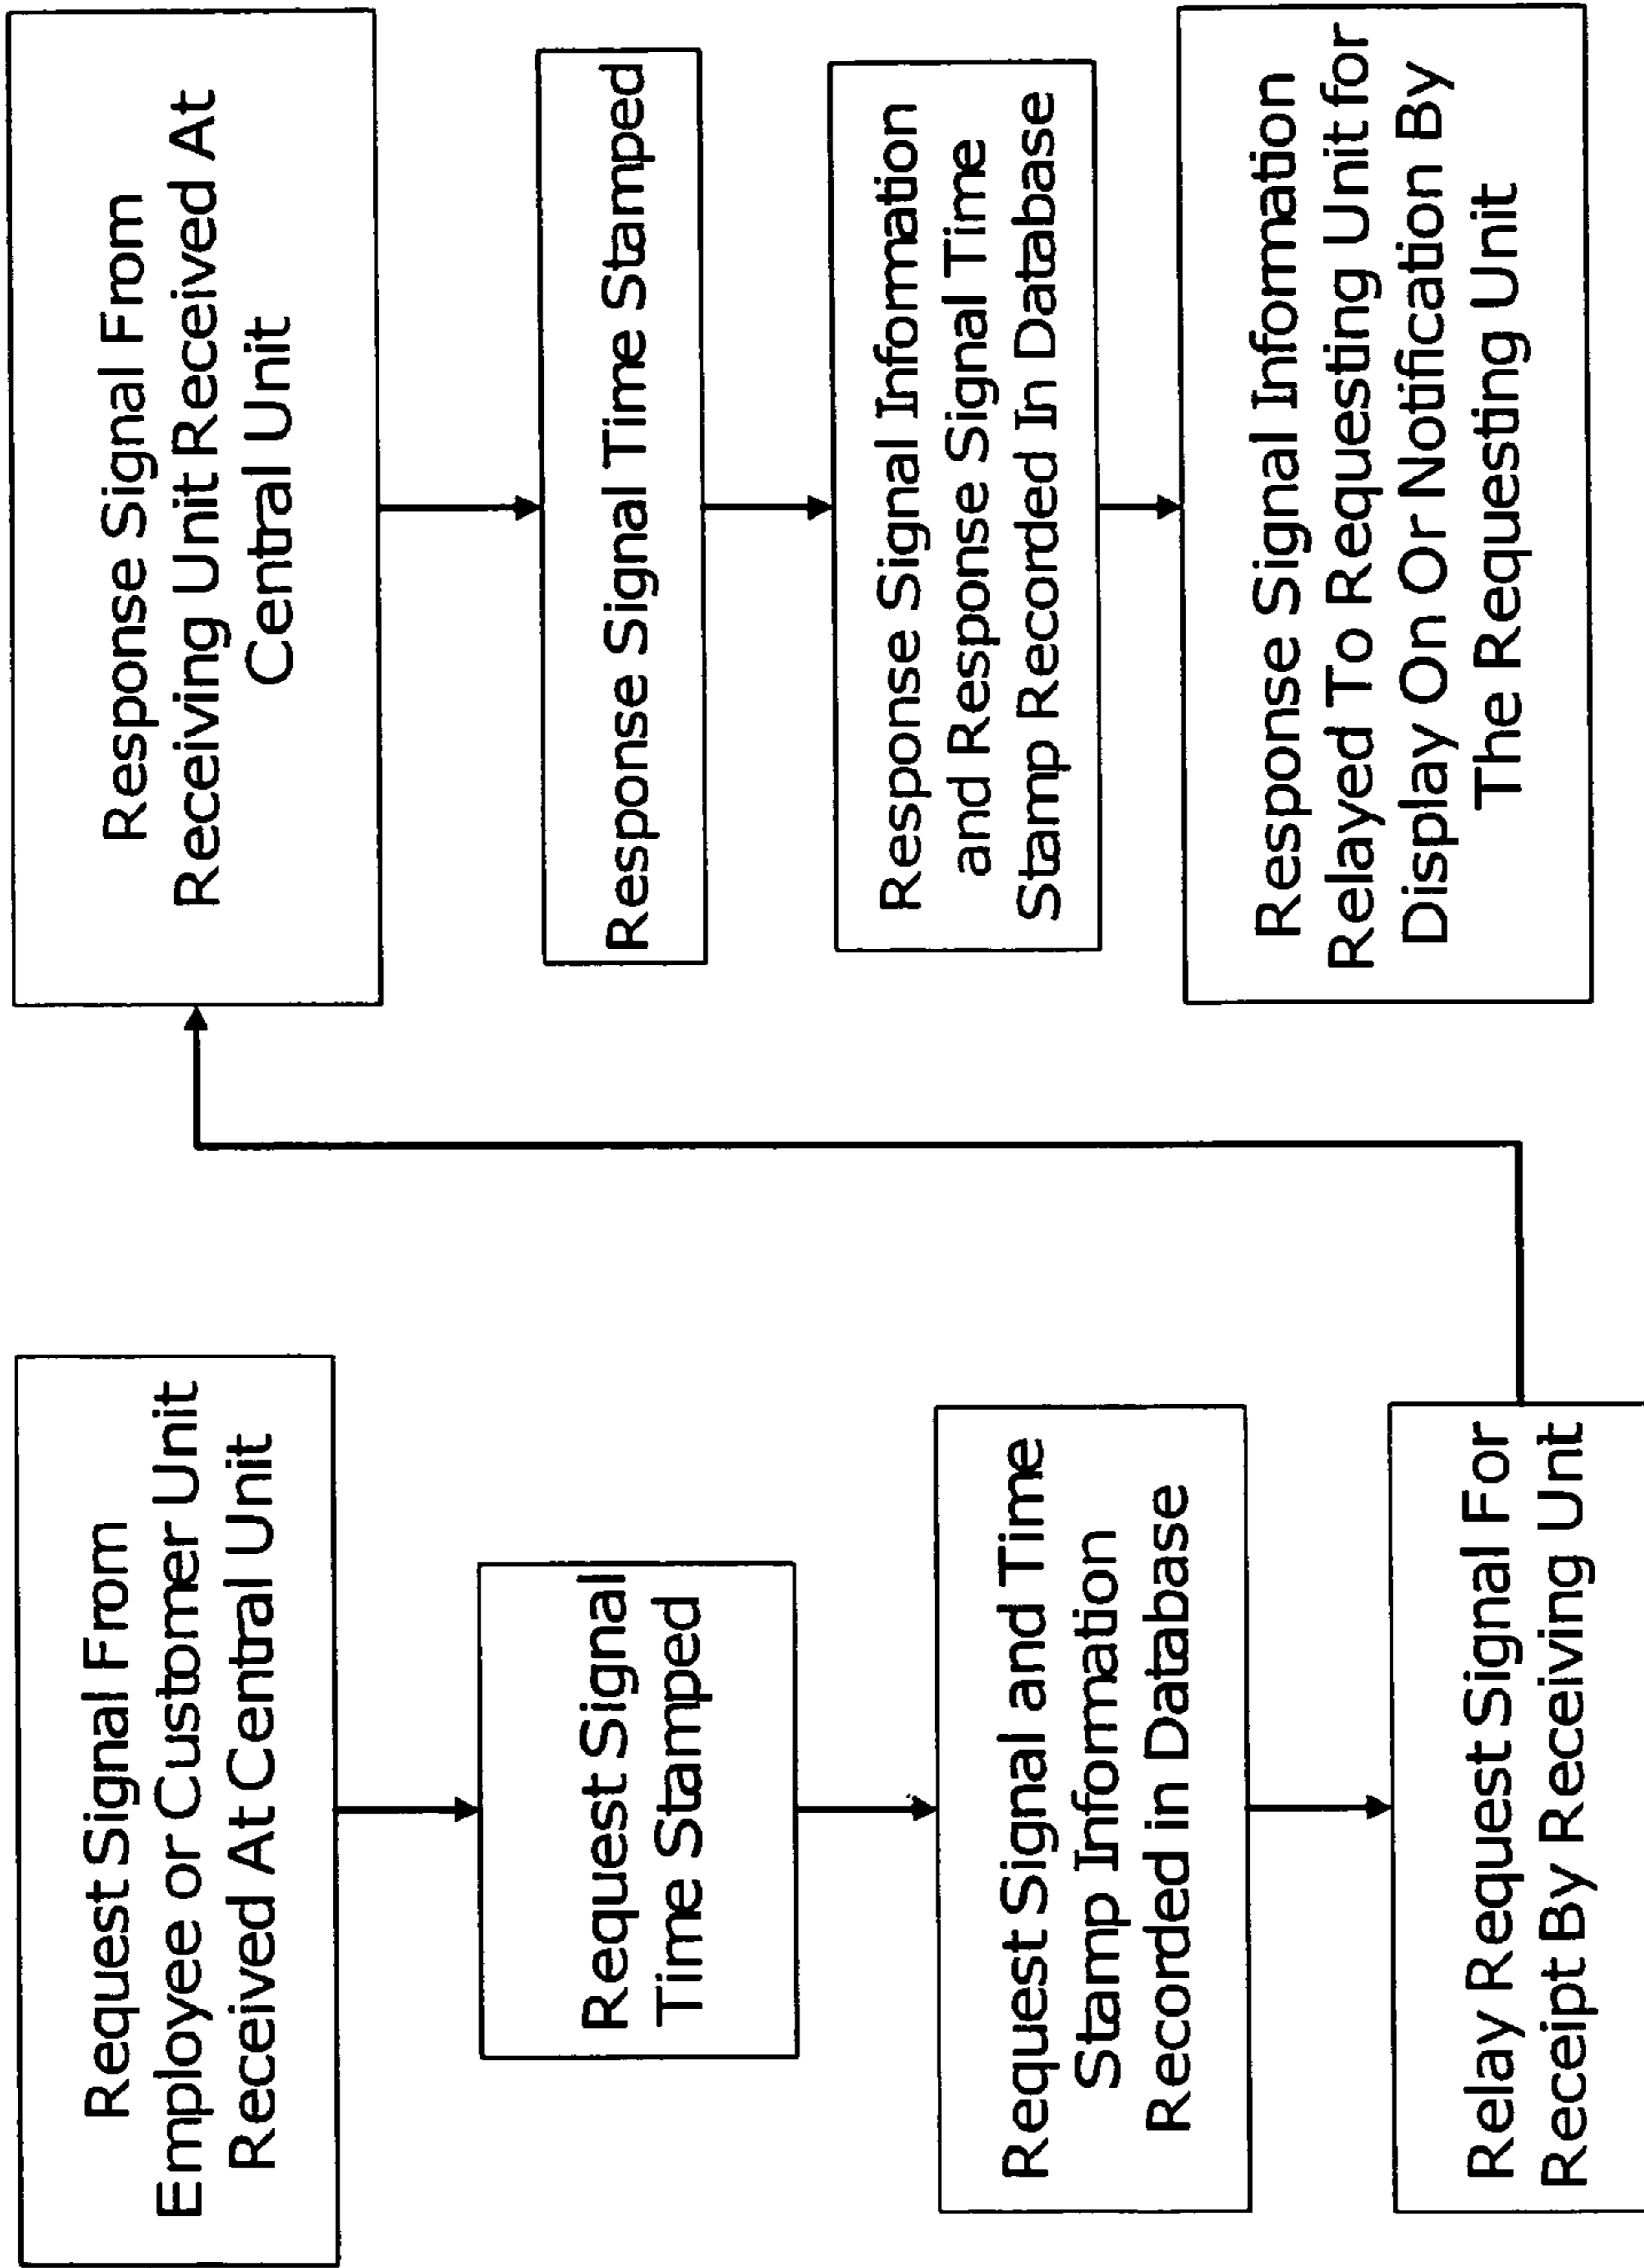 Request Signal From
Employee or Customer Unit
Received At Central Unit
Request Signal
Time Stamped
Request Signal and Time
Stamp Information
Recorded in Database
Relay Request Signal For
Receipt By Receiving Unit
Response Signal From
Receiving Unit Received At
Central Unit
Response Signal Time Stamped
Response Signal Information
and Response Signal Time
Stamp Recorded In Database
Response Signal Information
Relayed To Requesting Unit for
Display On Or Notification By
The Requesting Unit